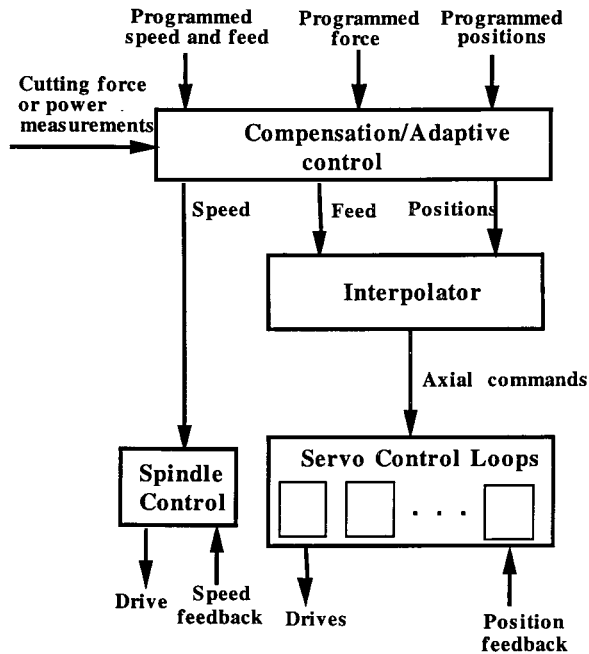 Programmed
speed and feed
Programmed
force
Programmed
positions
Cutting force
or power
measurements
Compensation/Adaptive
control
Speed
Feed
Positions
Interpolator
Axial commands
Servo Control Loops
. . .
Spindle
Control
Drive
Speed
feedback
Drives
Position
feedback